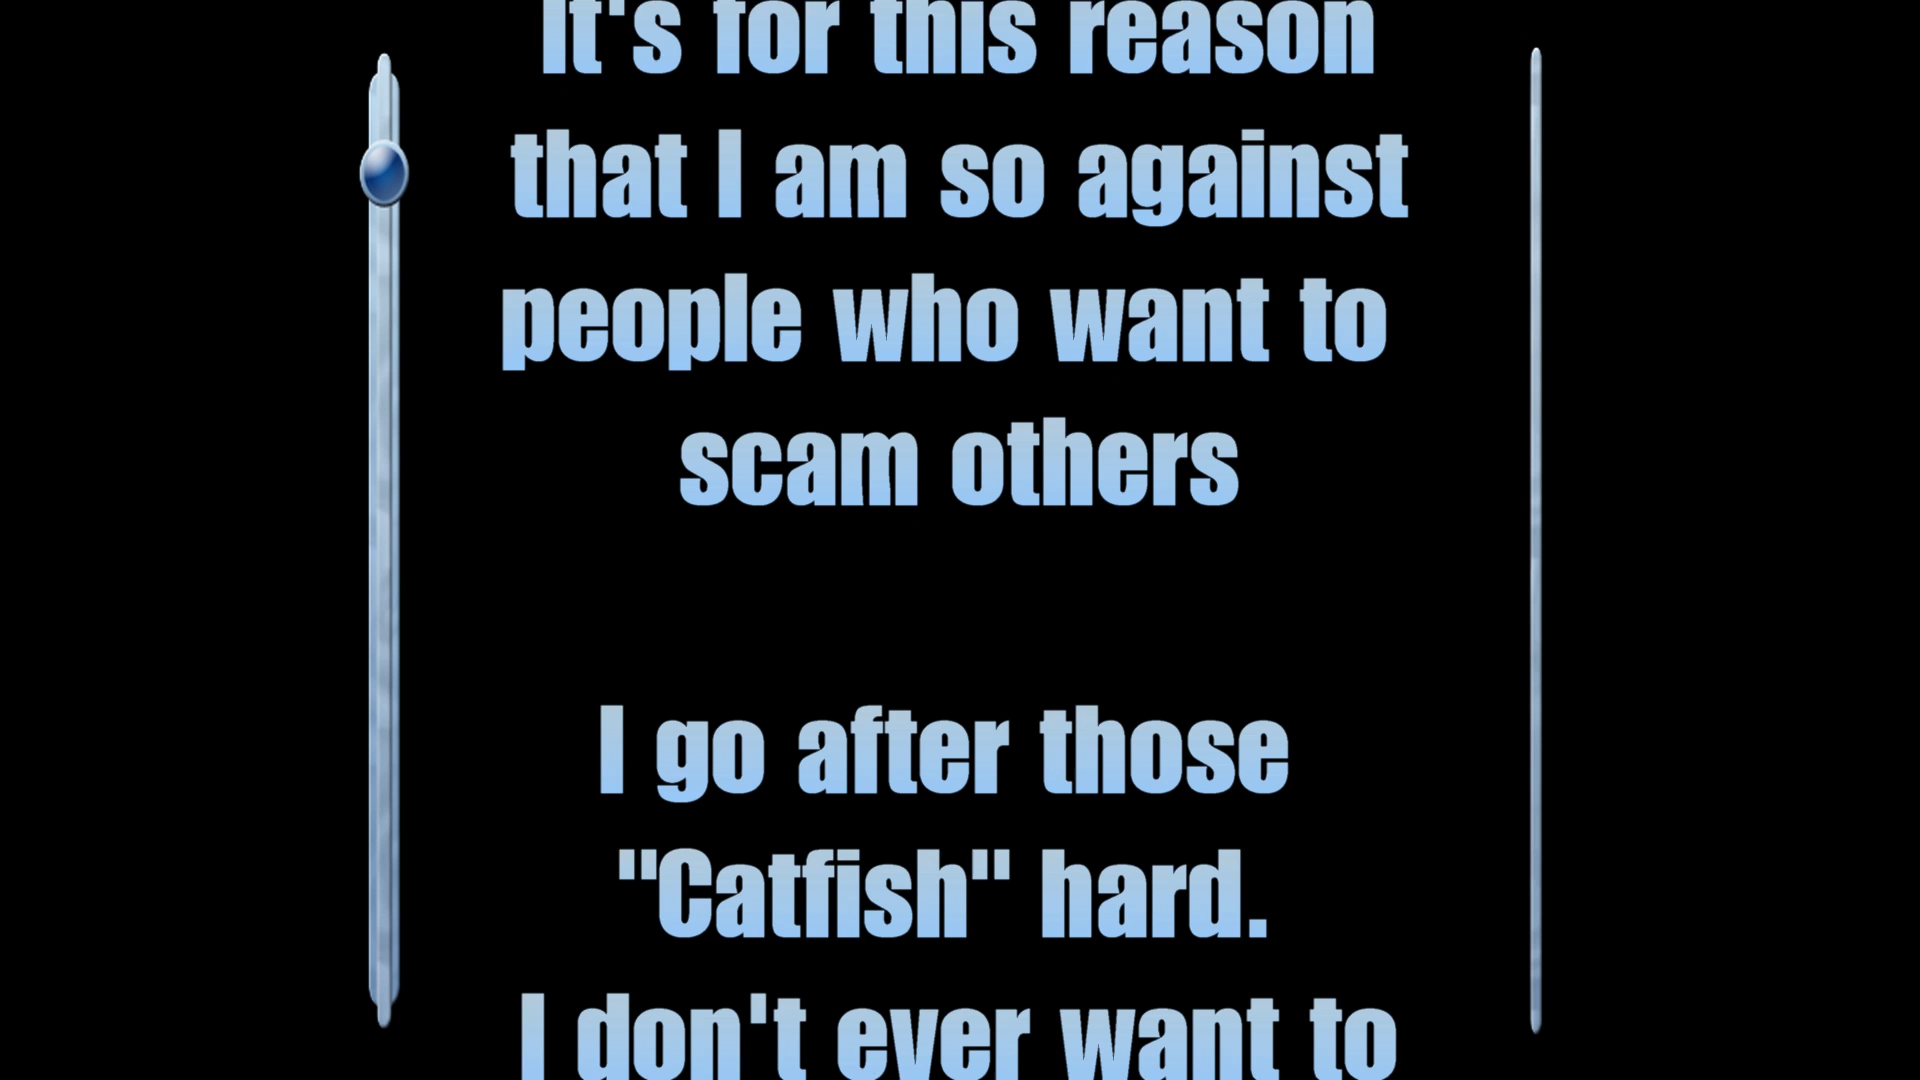 It's for this reason
that I am so against
people who want to
scam others
I go after those
"Catfish" hard.
I don't ever want to